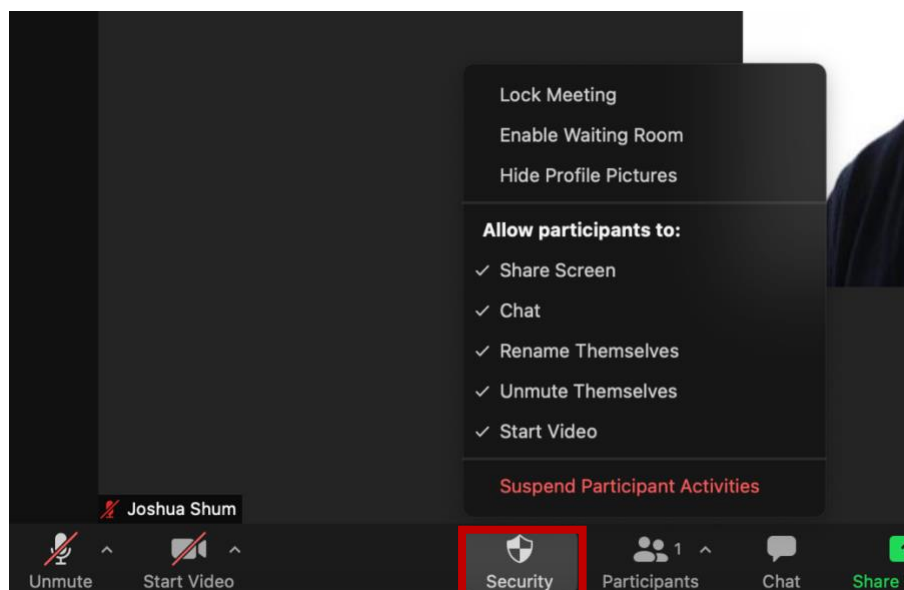 Lock Meeting
Enable Waiting Room
Hide Profile Pictures
Allow participants to:
Share Screen
Chat
Rename Themselves
Unmute Themselves
Start Video
Suspend Participant Activities
Joshua Shum
1
Unmute
Start Video
Security
Participants
Chat
Share